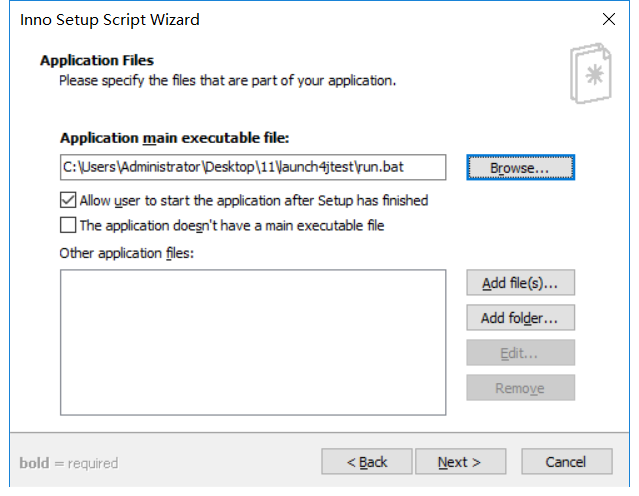 Inno Setup Script Wizard
Application Files
Please specify the files that are part of your application.
Application main executable file:
C:\Users\Administrator\Desktop\11\launch4jtest\run.bat
Browse...
Allow user to start the application after Setup has finished
The application doesn't have a main executable file
Other application files:
Add file(s)...
Add folder...
Edit...
Remove
bold = required
< Back
Next >
Cancel